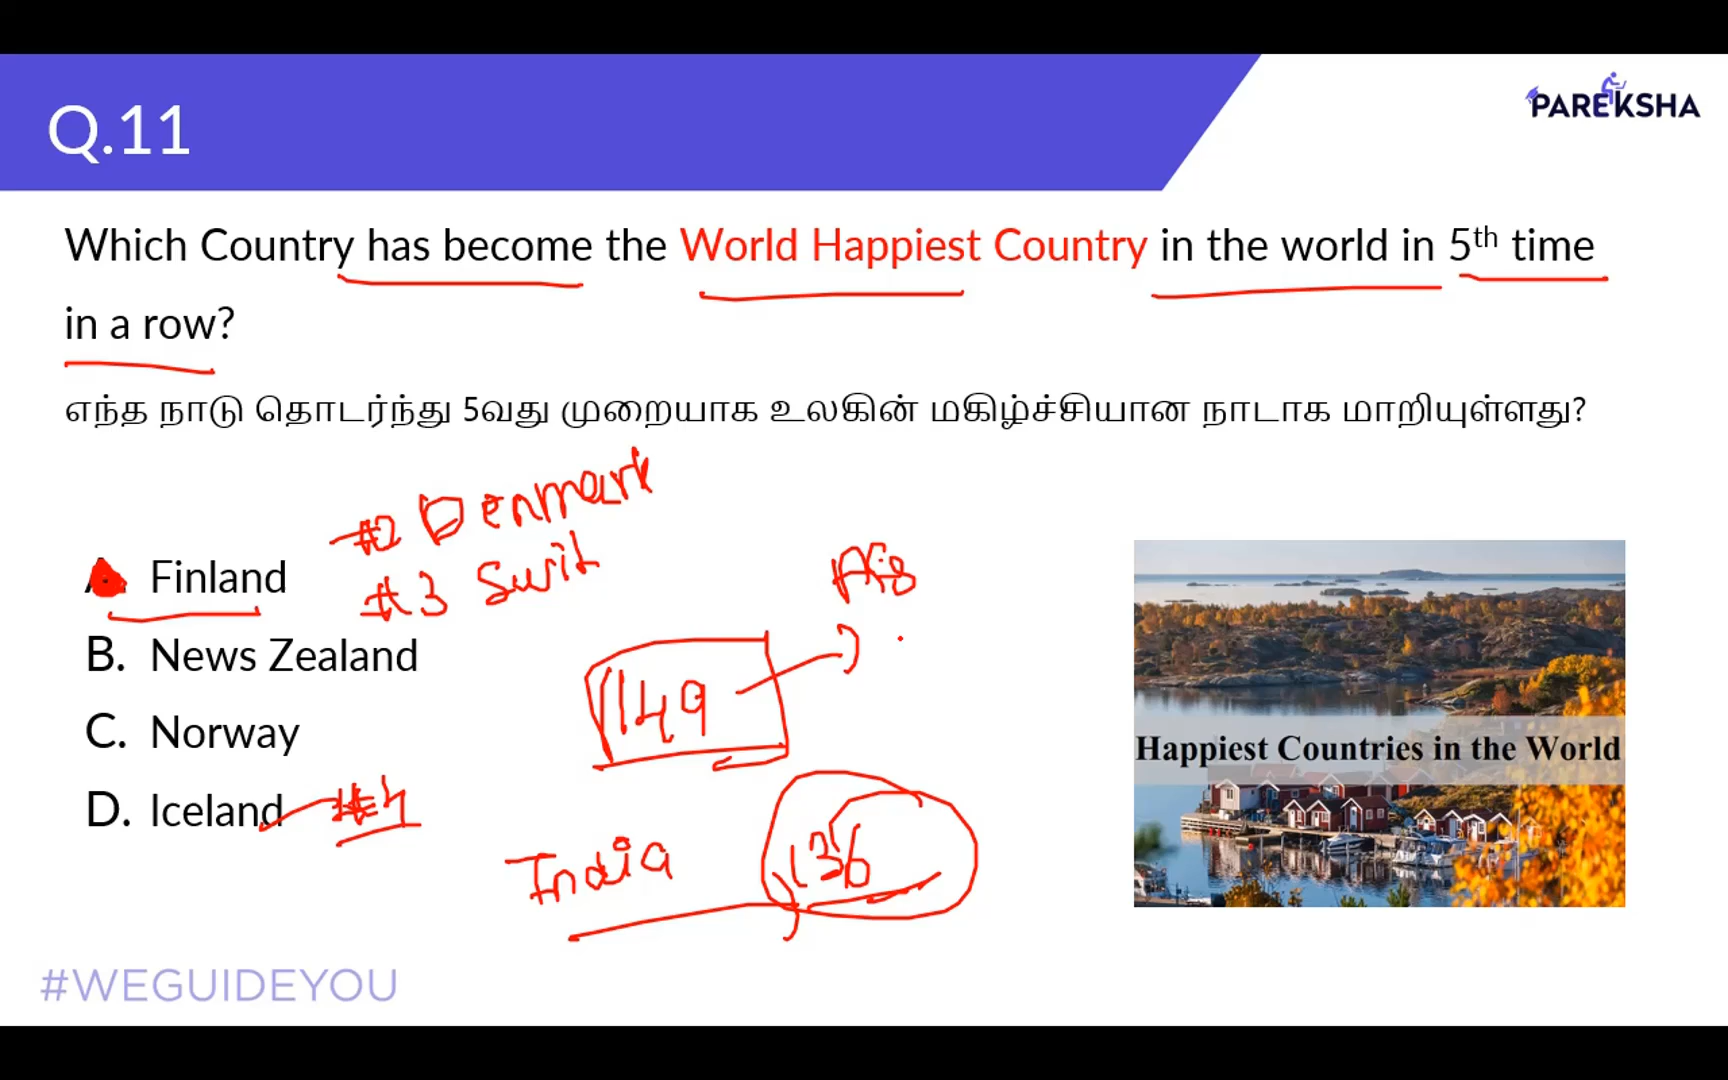 Q.11
PAREKSHA
Which Country has become the World Happiest Country in the world in 5th time
in a row?
எந்த நாடு தொடர்ந்து 5வது முறையாக உலகின் மகிழ்ச்சியான நாடாக மாறியுள்ளது?
#2 Denmark
A. Finland
#3 Swit
B. News Zealand
149
C. Norway
Happiest Countries in the World
D. Iceland #4
India 136
#WEGUIDEYOU